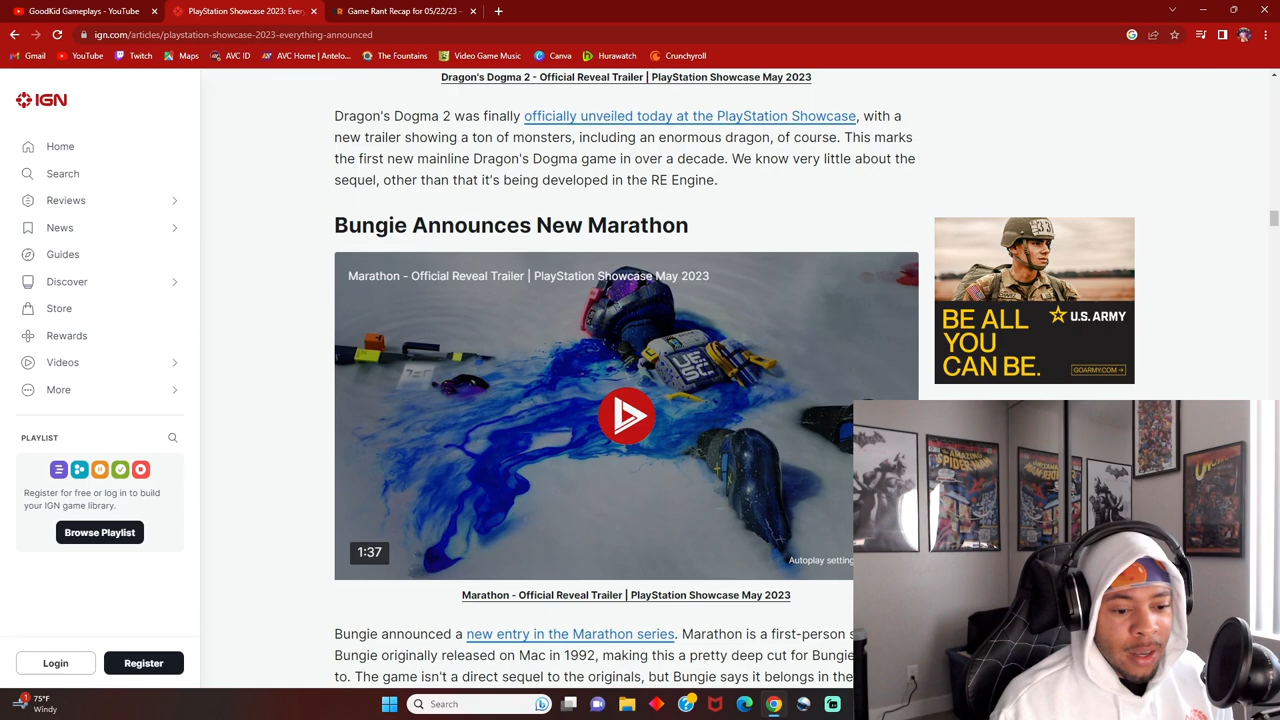 GoodKid Gameplays - YouTube
PlayStation Showcase 2023: Ever
Game Rant Recap for 05/22/23 -
ign.com/articles/playstation-showcase-2023-everything-announced
Gmail YouTube Twitch Maps AVC ID AVC Home | Antelo... The Fountains Video Game Music Canva Hurawatch Crunchyroll
IGN
Home
Search
Reviews
News
Guides
Discover
Store
Rewards
Videos
More
PLAYLIST
Register for free or log in to build
your IGN game library.
Browse Playlist
Login
Register
Dragon's Dogma 2 - Official Reveal Trailer | PlayStation Showcase May 2023
Dragon's Dogma 2 was finally officially unveiled today at the PlayStation Showcase, with a
new trailer showing a ton of monsters, including an enormous dragon, of course. This marks
the first new mainline Dragon's Dogma game in over a decade. We know very little about the
sequel, other than that it's being developed in the RE Engine.
Bungie Announces New Marathon
Marathon - Official Reveal Trailer | PlayStation Showcase May 2023
UESC
1:37
Autoplay setting
Marathon - Official Reveal Trailer | PlayStation Showcase May 2023
Bungie announced a new entry in the Marathon series. Marathon is a first-person s
Bungie originally released on Mac in 1992, making this a pretty deep cut for Bungie
to. The game isn't a direct sequel to the originals, but Bungie says it belongs in the
BE ALL
YOU
CAN BE.
U.S. ARMY
GOARMY.COM
THE AMAZING
SPIDER-MAN
1
75°F
Windy
Search